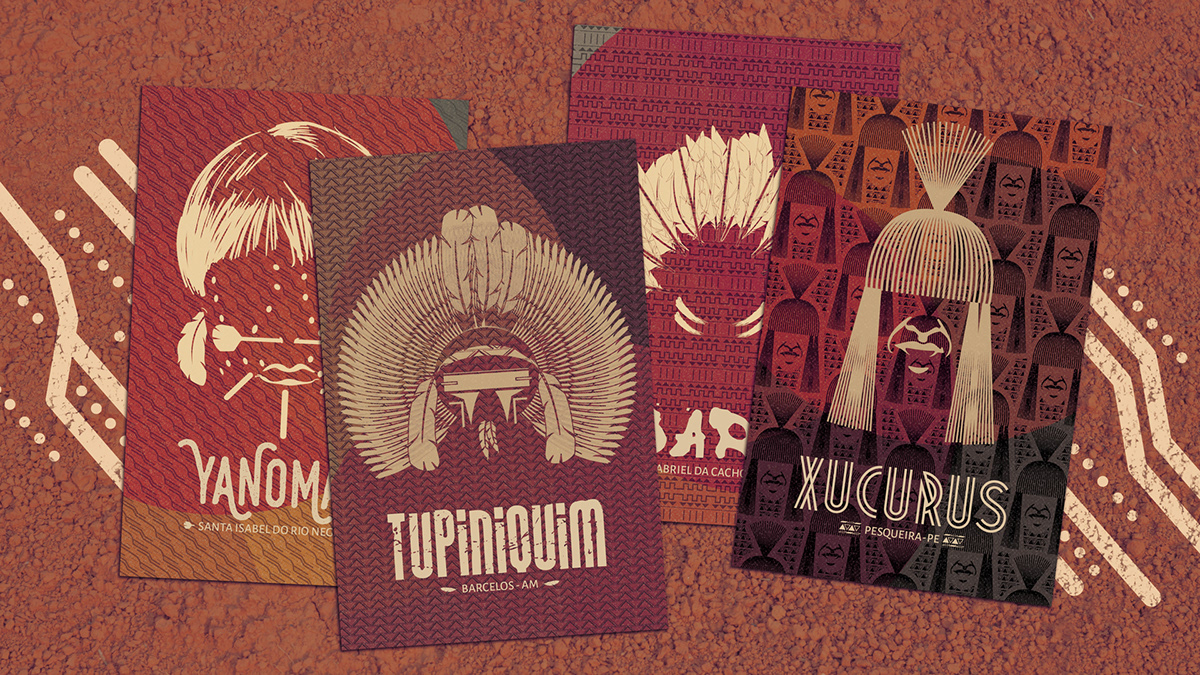 YANOMA
SANTA ISABEL DO RIO NEG
TUPiNiQUiM
BARCELOS - AM
BAR
ABRIEL DA CACHO
XUCURUS
PESQUEIRA - PE